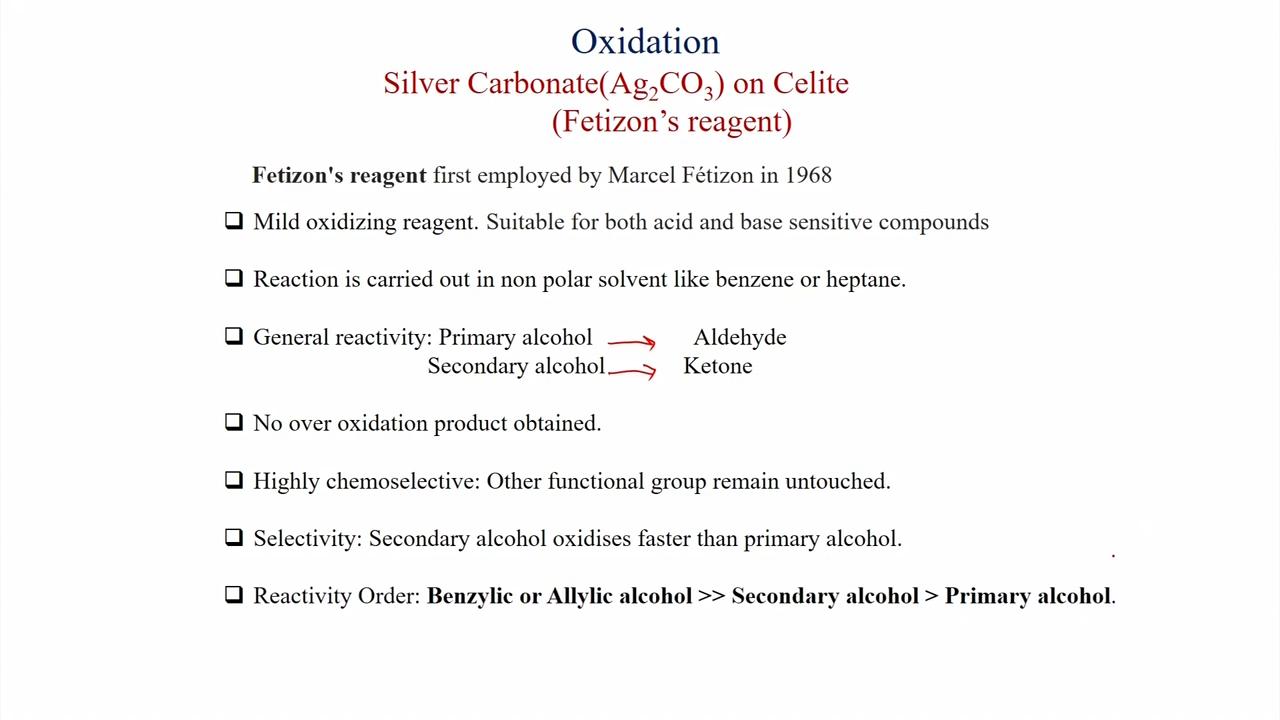 Oxidation
Silver Carbonate(Ag₂CO₃) on Celite
(Fetizon’s reagent)
Fetizon's reagent first employed by Marcel Fétizon in 1968
❑ Mild oxidizing reagent. Suitable for both acid and base sensitive compounds
❑ Reaction is carried out in non polar solvent like benzene or heptane.
❑ General reactivity: Primary alcohol → Aldehyde
Secondary alcohol → Ketone
❑ No over oxidation product obtained.
❑ Highly chemoselective: Other functional group remain untouched.
❑ Selectivity: Secondary alcohol oxidises faster than primary alcohol.
❑ Reactivity Order: Benzylic or Allylic alcohol >> Secondary alcohol > Primary alcohol.